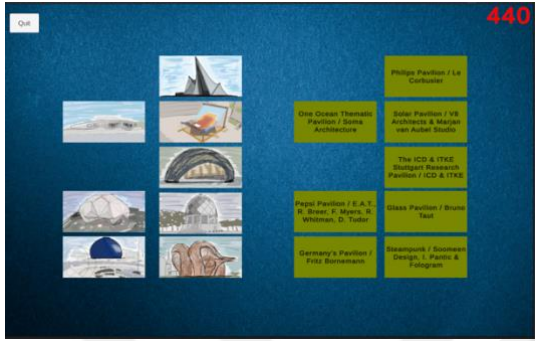 Quit
440
Philips Pavilion / Le
Corbusier
One Ocean Thematic
Pavilion / Soma
Architecture
Solar Pavilion / V8
Architects & Marjan
van Aubel Studio
The ICD & ITKE
Stuttgart Research
Pavilion / ICD & ITKE
Pepsi Pavilion / E.A.T.,
R. Breer, F. Myers, R.
Whitman, D. Tudor
Glass Pavilion / Bruno
Taut
Germany's Pavilion /
Fritz Bornemann
Steampunk / Soomeen
Design, I. Pantic &
Fologram